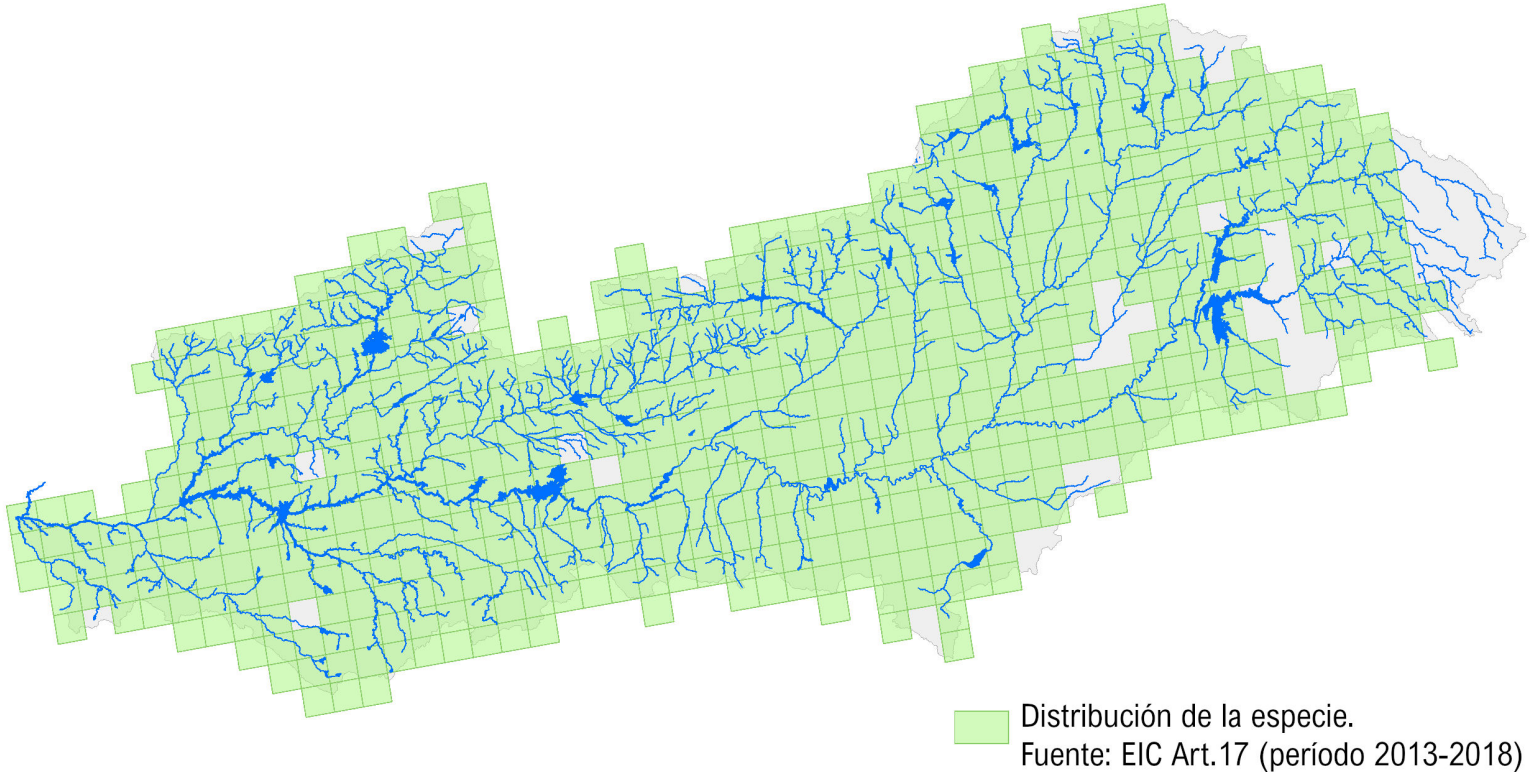 Distribución de la especie.
Fuente: EIC Art.17 (período 2013-2018)